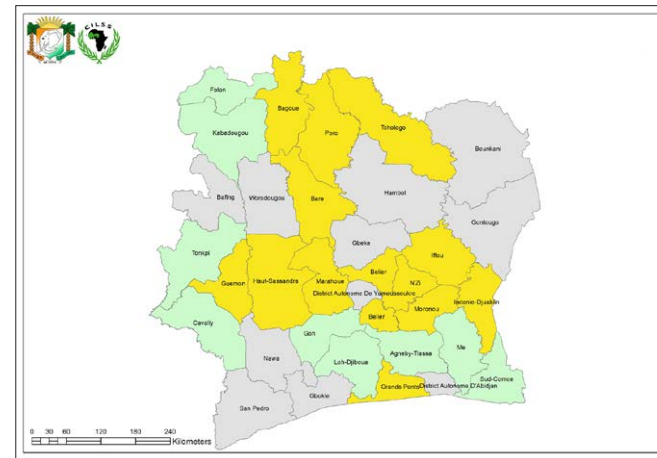 CILSS
Folon
Bagoue
Kabadougou
Poro
Tchologo
Bounkani
Bafing
Worodougou
Bere
Hambol
Gontougo
Gbeke
Tonkpi
Iffou
Guemon
Haut-Sassandra
Marahoue
Belier
N'Zi
District Autonome De Yamoussoukro
Indenie-Djuablin
Belier
Moronou
Cavally
Goh
Me
Nawa
Loh-Djiboua
Agneby-Tiassa
Sud-Comoe
Grands Ponts
District Autonome D'Abidjan
San Pedro
Gbokle
0 30 60 120 180 240
Kilometers